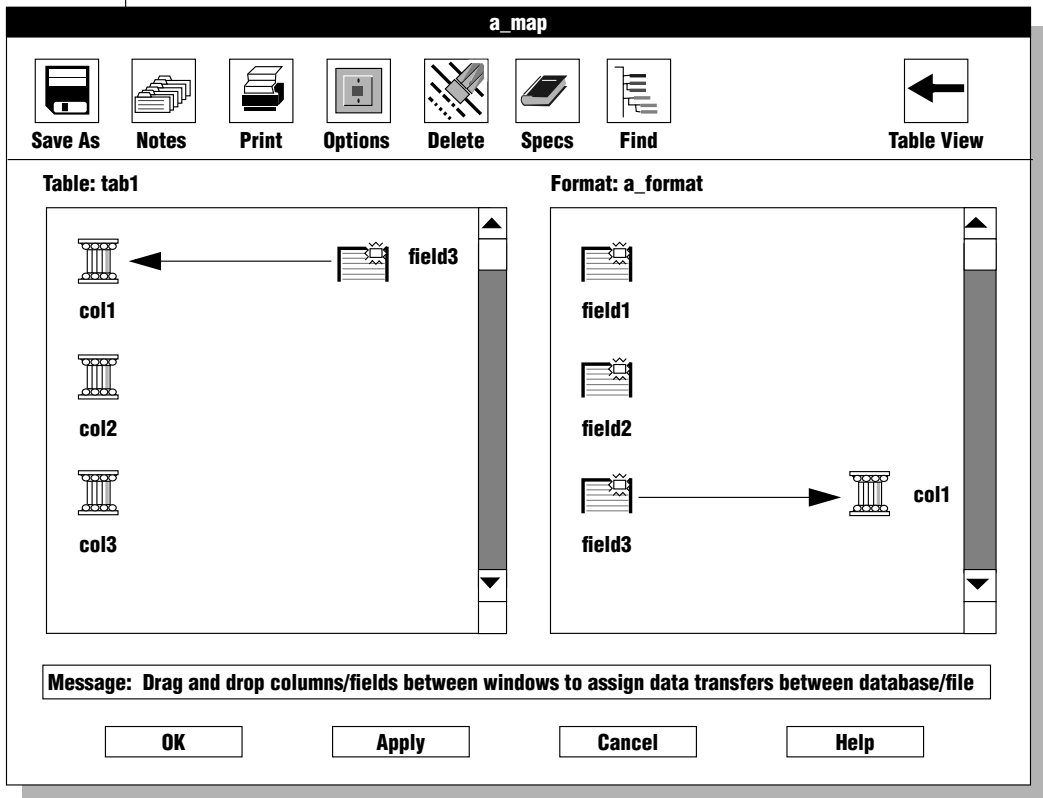 a_map
Save As Notes Print Options Delete Specs Find Table View
Table: tab1
Format: a_format
field3
col1
col2
col3
field1
field2
col1
field3
Message: Drag and drop columns/fields between windows to assign data transfers between database/file
OK Apply Cancel Help